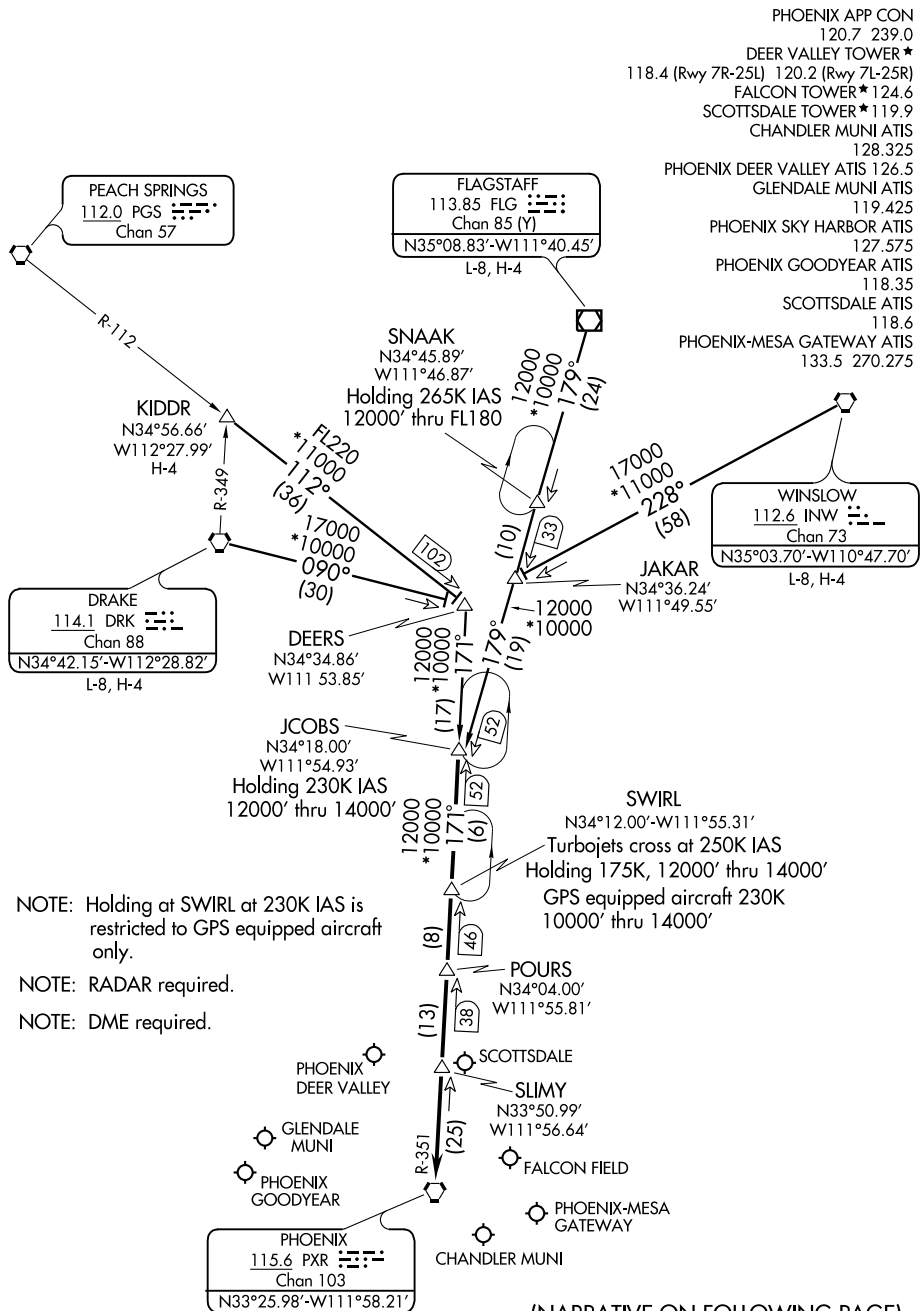 PHOENIX APP CON
120.7 239.0
DEER VALLEY TOWER★
118.4 (Rwy 7R-25L) 120.2 (Rwy 7L-25R)
FALCON TOWER★124.6
SCOTTSDALE TOWER★119.9
CHANDLER MUNI ATIS
128.325
PHOENIX DEER VALLEY ATIS 126.5
GLENDALE MUNI ATIS
119.425
PHOENIX SKY HARBOR ATIS
127.575
PHOENIX GOODYEAR ATIS
118.35
SCOTTSDALE ATIS
118.6
PHOENIX-MESA GATEWAY ATIS
133.5 270.275
PEACH SPRINGS
112.0 PGS
Chan 57
FLAGSTAFF
113.85 FLG
Chan 85 (Y)
N35°08.83'-W111°40.45'
L-8, H-4
R-112
SNAAK
N34°45.89'
W111°46.87'
Holding 265K IAS
12000' thru FL180
12000
*10000
179°
(24)
KIDDR
N34°56.66'
W112°27.99'
H-4
R-349
FL220
*11000
112°
(36)
17000
*10000
090°
(30)
102
(10)
33
17000
*11000
228°
(58)
WINSLOW
112.6 INW
Chan 73
N35°03.70'-W110°47.70'
L-8, H-4
JAKAR
N34°36.24'
W111°49.55'
12000
*10000
179°
(19)
DRAKE
114.1 DRK
Chan 88
N34°42.15'-W112°28.82'
L-8, H-4
DEERS
N34°34.86'
W111 53.85'
12000
*10000
171°
(17)
52
JCOBS
N34°18.00'
W111°54.93'
Holding 230K IAS
12000' thru 14000'
52
12000
*10000
171°
(6)
SWIRL
N34°12.00'-W111°55.31'
Turbojets cross at 250K IAS
Holding 175K, 12000' thru 14000'
GPS equipped aircraft 230K
10000' thru 14000'
NOTE: Holding at SWIRL at 230K IAS is
restricted to GPS equipped aircraft
only.
NOTE: RADAR required.
NOTE: DME required.
(8)
46
POURS
N34°04.00'
W111°55.81'
(13)
38
PHOENIX
DEER VALLEY
SCOTTSDALE
SLIMY
N33°50.99'
W111°56.64'
GLENDALE
MUNI
R-351
(25)
FALCON FIELD
PHOENIX
GOODYEAR
PHOENIX-MESA
GATEWAY
CHANDLER MUNI
PHOENIX
115.6 PXR
Chan 103
N33°25.98'-W111°58.21'
(NARRATIVE ON FOLLOWING PAGE)